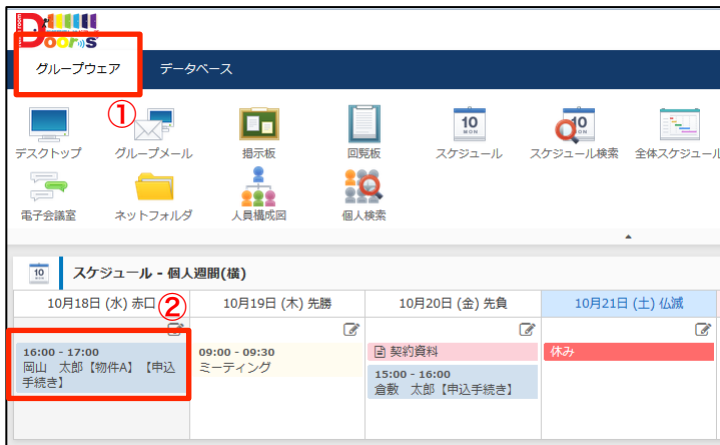 Door's
グループウェア データベース
①
デスクトップ グループメール 掲示板 回覧板 スケジュール スケジュール検索 全体スケジュール
電子会議室 ネットフォルダ 人員構成図 個人検索
スケジュール - 個人週間(横)
10月18日 (水) 赤口 ② 10月19日 (木) 先勝 10月20日 (金) 先負 10月21日 (土) 仏滅
16:00 - 17:00
岡山 太郎【物件A】【申込
手続き】
09:00 - 09:30
ミーティング
契約資料
15:00 - 16:00
倉敷 太郎【申込手続き】
休み